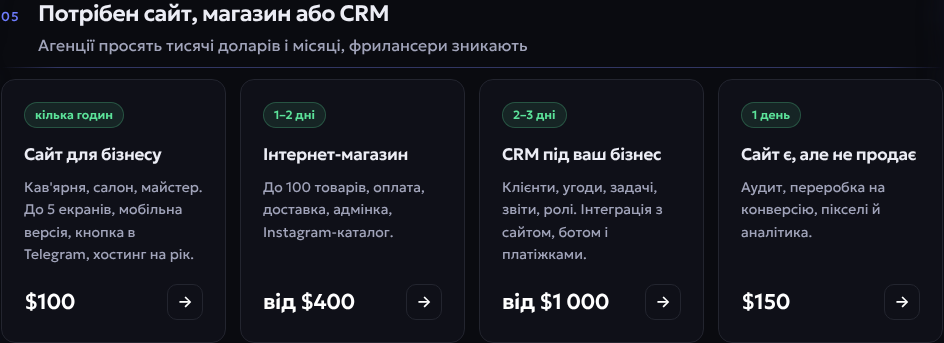 05
Потрібен сайт, магазин або CRM
Агенції просять тисячі доларів і місяці, фрилансери зникають
кілька годин
Сайт для бізнесу
Кав'ярня, салон, майстер.
До 5 екранів, мобільна
версія, кнопка в
Telegram, хостинг на рік.
$100
1–2 дні
Інтернет-магазин
До 100 товарів, оплата,
доставка, адмінка,
Instagram-каталог.
від $400
2–3 дні
CRM під ваш бізнес
Клієнти, угоди, задачі,
звіти, ролі. Інтеграція з
сайтом, ботом і
платіжками.
від $1 000
1 день
Сайт є, але не продає
Аудит, переробка на
конверсію, пікселі й
аналітика.
$150